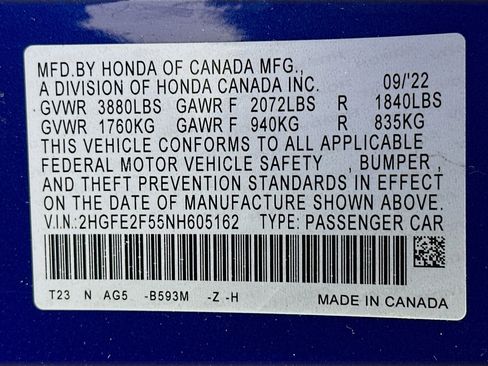 MFD.BY HONDA OF CANADA MFG.,
A DIVISION OF HONDA CANADA INC. 09/'22
GVWR 3880LBS GAWR F 2072LBS R 1840LBS
GVWR 1760KG GAWR F 940KG R 835KG
THIS VEHICLE CONFORMS TO ALL APPLICABLE
FEDERAL MOTOR VEHICLE SAFETY , BUMPER ,
AND THEFT PREVENTION STANDARDS IN EFFECT
ON THE DATE OF MANUFACTURE SHOWN ABOVE.
V.I.N.:2HGFE2F55NH605162 TYPE: PASSENGER CAR
T23 N AG5 -B593M -Z -H MADE IN CANADA